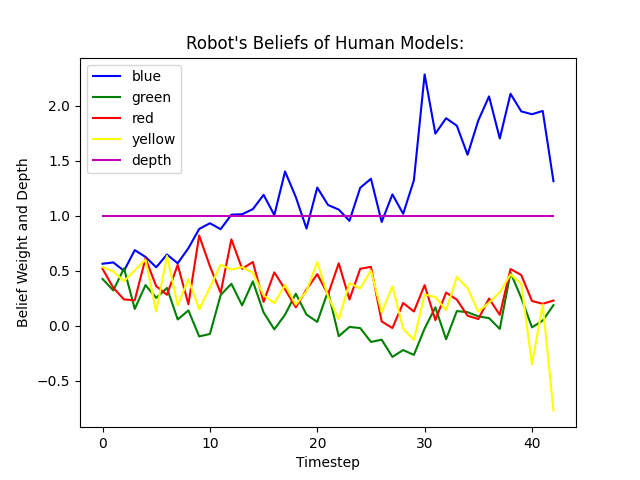 Robot's Beliefs of Human Models:
blue
green
red
yellow
depth
Belief Weight and Depth
2.0
1.5
1.0
0.5
0.0
−0.5
0
10
20
30
40
Timestep